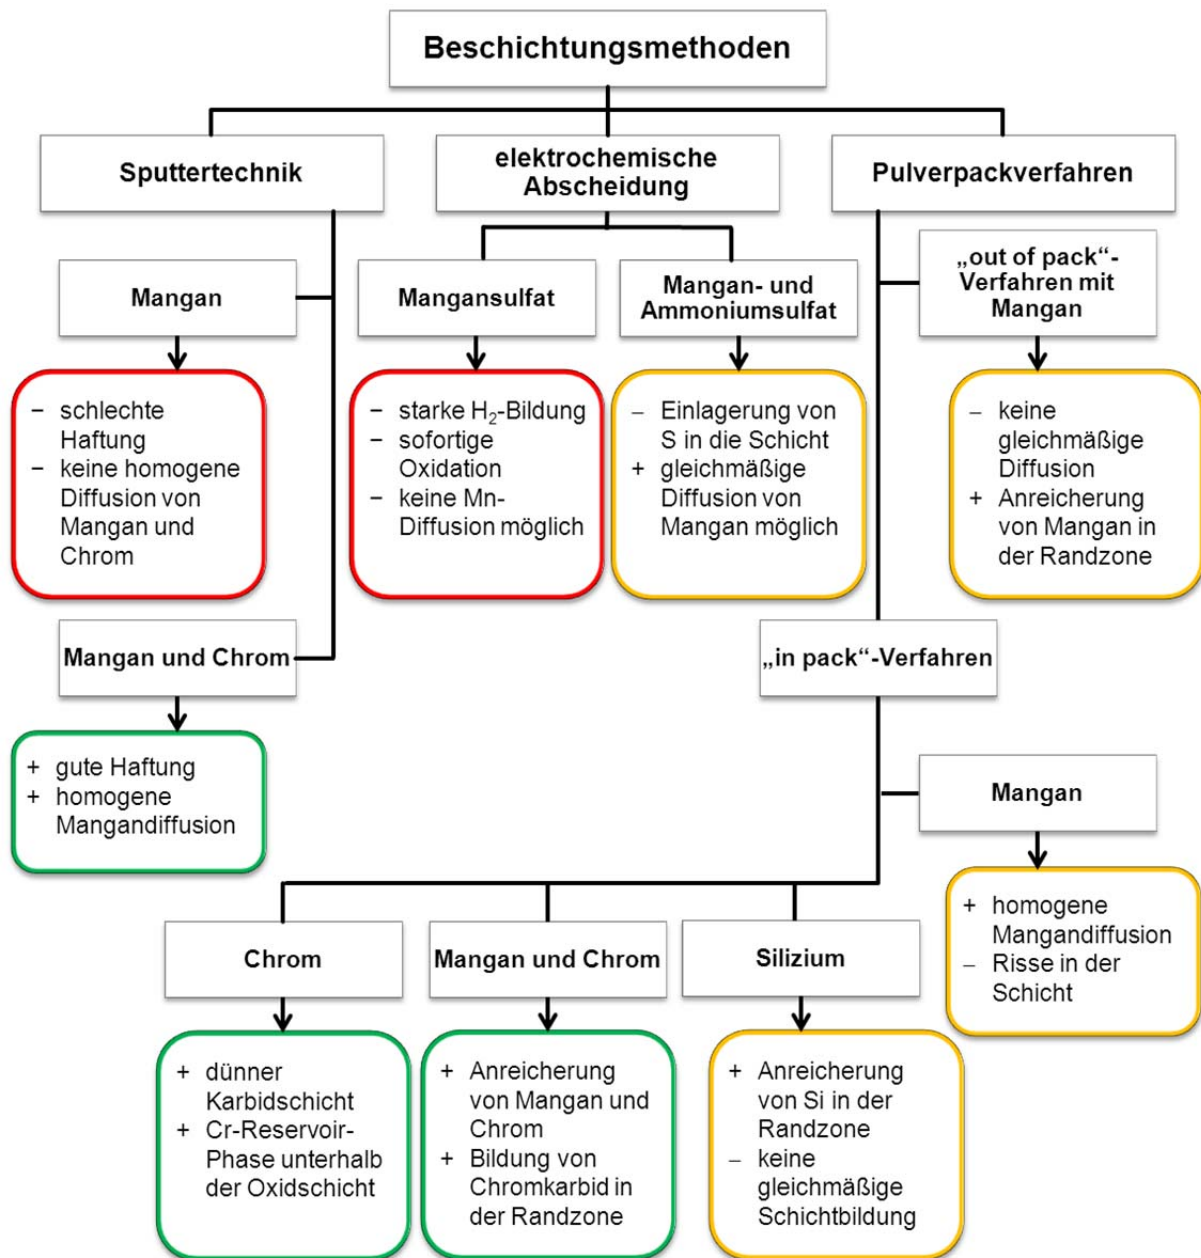 Beschichtungsmethoden
Sputtertechnik
elektrochemische
Abscheidung
Pulverpackverfahren
Mangan
Mangansulfat
Mangan- und
Ammoniumsulfat
„out of pack“-
Verfahren mit
Mangan
− schlechte
Haftung
− keine homogene
Diffusion von
Mangan und
Chrom
− starke H₂-Bildung
− sofortige
Oxidation
− keine Mn-
Diffusion möglich
− Einlagerung von
S in die Schicht
+ gleichmäßige
Diffusion von
Mangan möglich
− keine
gleichmäßige
Diffusion
+ Anreicherung
von Mangan in
der Randzone
Mangan und Chrom
„in pack“-Verfahren
+ gute Haftung
+ homogene
Mangandiffusion
Mangan
+ homogene
Mangandiffusion
− Risse in der
Schicht
Chrom
Mangan und Chrom
Silizium
+ dünner
Karbidschicht
+ Cr-Reservoir-
Phase unterhalb
der Oxidschicht
+ Anreicherung
von Mangan und
Chrom
+ Bildung von
Chromkarbid in
der Randzone
+ Anreicherung
von Si in der
Randzone
− keine
gleichmäßige
Schichtbildung